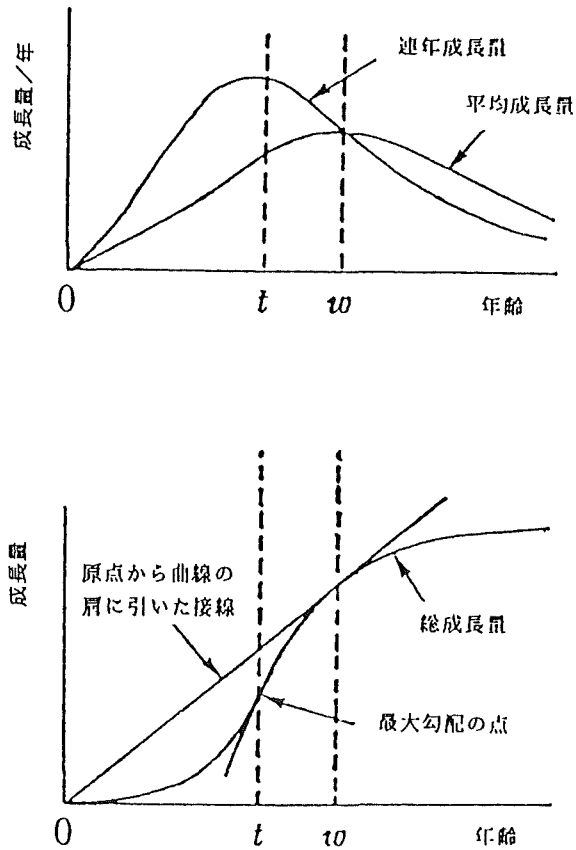 連年成長量
平均成長量
成長量／年
0
t
w
年齢
原点から曲線の
肩に引いた接線
成長量
総成長量
最大勾配の点
0
t
w
年齢